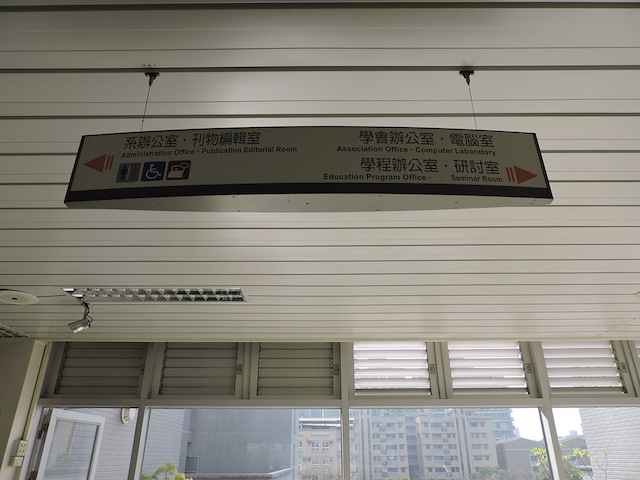 系辦公室・刊物編輯室
Administration Office・Publication Editorial Room
學會辦公室・電腦室
Association Office・Computer Laboratory
學程辦公室・研討室
Education Program Office・ Seminar Room